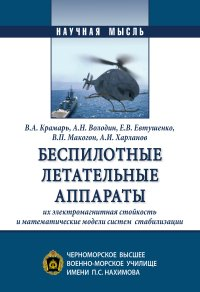 НАУЧНАЯ МЫСЛЬ
В.А. Крамарь, А.Н. Володин, Е.В. Евтушенко,
В.П. Макогон, А.И. Харланов
БЕСПИЛОТНЫЕ
ЛЕТАТЕЛЬНЫЕ
АППАРАТЫ
их электромагнитная стойкость
и математические модели систем стабилизации
ЧЕРНОМОРСКОЕ ВЫСШЕЕ
ВОЕННО-МОРСКОЕ УЧИЛИЩЕ
ИМЕНИ П.С. НАХИМОВА